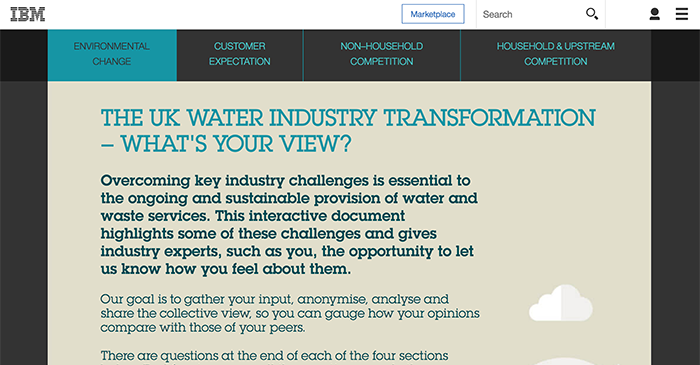 IBM
Marketplace
Search
ENVIRONMENTAL
CHANGE
CUSTOMER
EXPECTATION
NON–HOUSEHOLD
COMPETITION
HOUSEHOLD & UPSTREAM
COMPETITION
THE UK WATER INDUSTRY TRANSFORMATION
– WHAT'S YOUR VIEW?
Overcoming key industry challenges is essential to
the ongoing and sustainable provision of water and
waste services. This interactive document
highlights some of these challenges and gives
industry experts, such as you, the opportunity to let
us know how you feel about them.
Our goal is to gather your input, anonymise, analyse and
share the collective view, so you can gauge how your opinions
compare with those of your peers.
There are questions at the end of each of the four sections